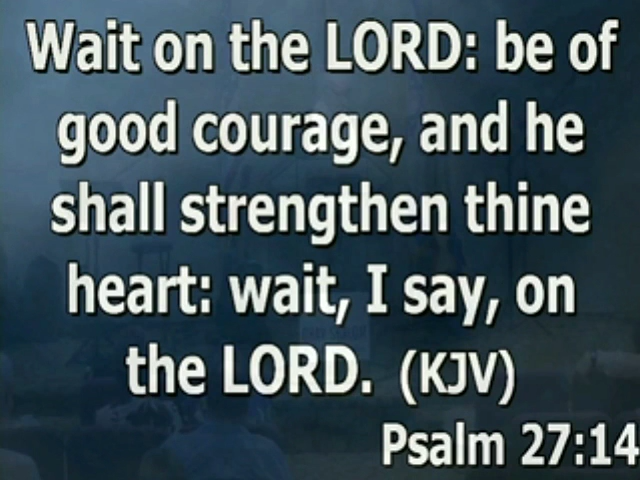 Wait on the LORD: be of
good courage, and he
shall strengthen thine
heart: wait, I say, on
the LORD. (KJV)
Psalm 27:14